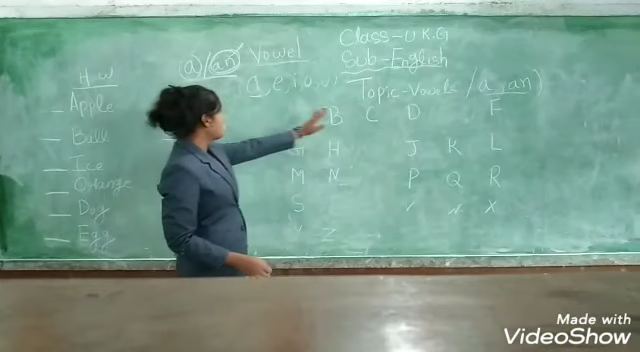 Class-U.K.G
a)/an Vowel
Sub-English
a, e, i, o, u
Topic-Vowels / a, an)
H.W
_ Apple
_ Ball
_ Ice
_ Orange
_ Dog
_ Egg
B C D F
H J K L
M N P Q R
S
Y Z
Made with
VideoShow